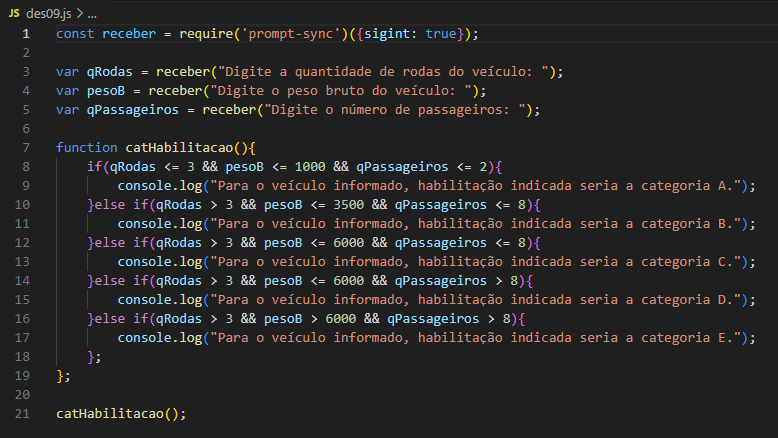 JS des09.js > ...
1 const receber = require('prompt-sync')({sigint: true});
2
3 var qRodas = receber("Digite a quantidade de rodas do veículo: ");
4 var pesoB = receber("Digite o peso bruto do veículo: ");
5 var qPassageiros = receber("Digite o número de passageiros: ");
6
7 function catHabilitacao(){
8     if(qRodas <= 3 && pesoB <= 1000 && qPassageiros <= 2){
9         console.log("Para o veículo informado, habilitação indicada seria a categoria A.");
10     }else if(qRodas > 3 && pesoB <= 3500 && qPassageiros <= 8){
11         console.log("Para o veículo informado, habilitação indicada seria a categoria B.");
12     }else if(qRodas > 3 && pesoB <= 6000 && qPassageiros <= 8){
13         console.log("Para o veículo informado, habilitação indicada seria a categoria C.");
14     }else if(qRodas > 3 && pesoB <= 6000 && qPassageiros > 8){
15         console.log("Para o veículo informado, habilitação indicada seria a categoria D.");
16     }else if(qRodas > 3 && pesoB > 6000 && qPassageiros > 8){
17         console.log("Para o veículo informado, habilitação indicada seria a categoria E.");
18     };
19 };
20
21 catHabilitacao();